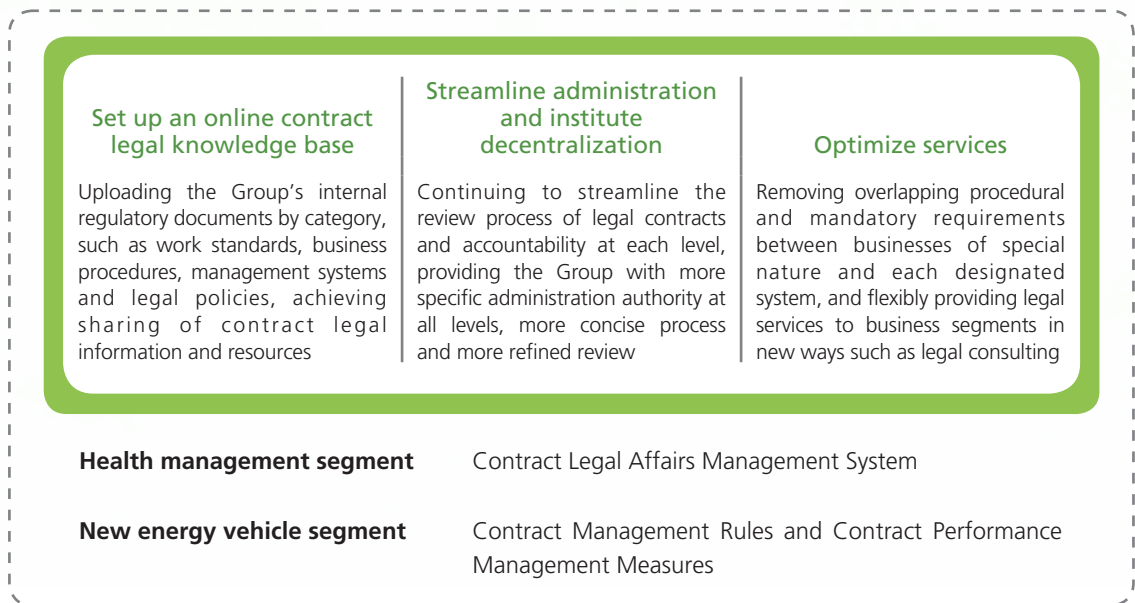 Set up an online contract
legal knowledge base
Uploading the Group's internal
regulatory documents by category,
such as work standards, business
procedures, management systems
and legal policies, achieving
sharing of contract legal
information and resources
Streamline administration
and institute
decentralization
Continuing to streamline the
review process of legal contracts
and accountability at each level,
providing the Group with more
specific administration authority at
all levels, more concise process
and more refined review
Optimize services
Removing overlapping procedural
and mandatory requirements
between businesses of special
nature and each designated
system, and flexibly providing legal
services to business segments in
new ways such as legal consulting
Health management segment
Contract Legal Affairs Management System
New energy vehicle segment
Contract Management Rules and Contract Performance
Management Measures